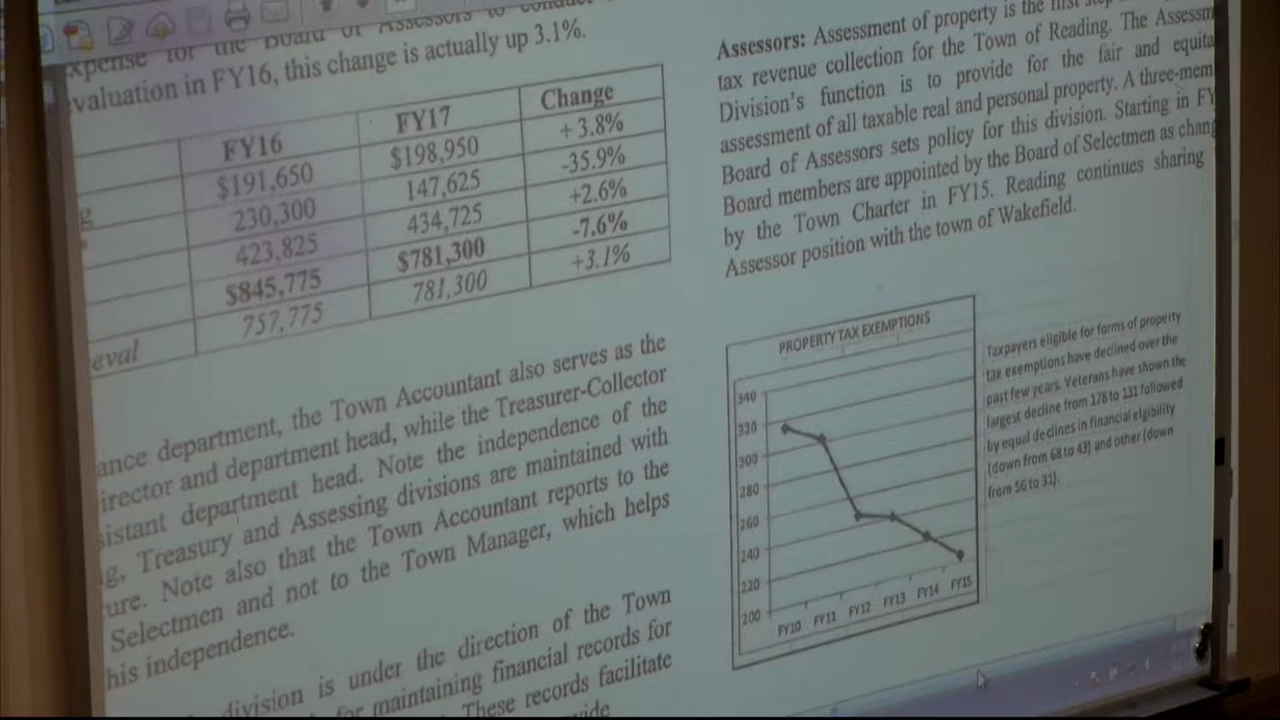 for the Board of Assessors to conduct
valuation in FY16, this change is actually up 3.1%.
FY16 FY17 Change
$191,650 $198,950 + 3.8%
230,300 147,625 -35.9%
423,825 434,725 +2.6%
$845,775 $781,300 -7.6%
eval 757,775 781,300 +3.1%
ance department, the Town Accountant also serves as the
irector and department head, while the Treasurer-Collector
sistant department head. Note the independence of the
g, Treasury and Assessing divisions are maintained with
ure. Note also that the Town Accountant reports to the
Selectmen and not to the Town Manager, which helps
his independence.
division is under the direction of the Town
for maintaining financial records for
These records facilitate
Assessors: Assessment of property is the first step
tax revenue collection for the Town of Reading. The Assessm
Division's function is to provide for the fair and equita
assessment of all taxable real and personal property. A three-mem
Board of Assessors sets policy for this division. Starting in FY
Board members are appointed by the Board of Selectmen as chang
by the Town Charter in FY15. Reading continues sharing
Assessor position with the town of Wakefield.
PROPERTY TAX EXEMPTIONS
340
320
300
280
260
240
220
200
FY10 FY11 FY12 FY13 FY14 FY15
Taxpayers eligible for forms of property
tax exemptions have declined over the
past few years. Veterans have shown the
largest decline from 178 to 131 followed
by equal declines in financial elgibility
(down from 68 to 43) and other (down
from 56 to 31).